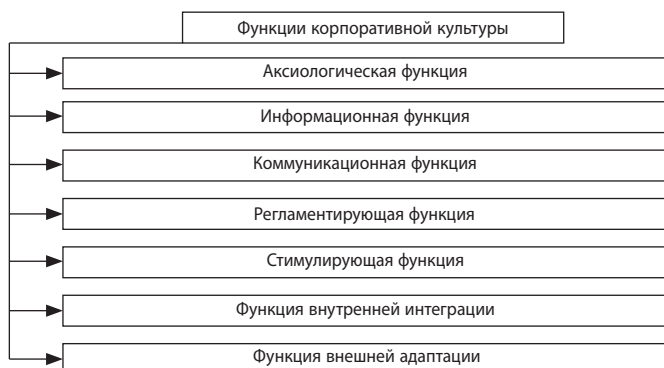 Функции корпоративной культуры
Аксиологическая функция
Информационная функция
Коммуникационная функция
Регламентирующая функция
Стимулирующая функция
Функция внутренней интеграции
Функция внешней адаптации